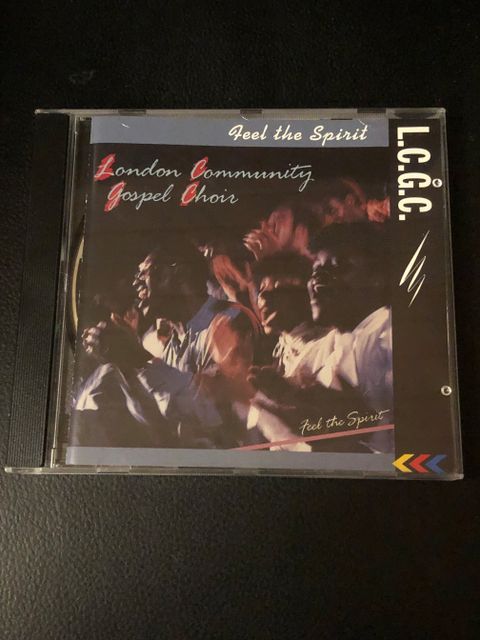 Feel the Spirit
London Community
Gospel Choir
L.C.G.C.
Feel the Spirit